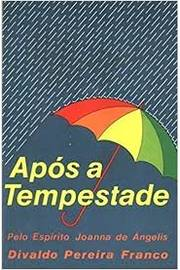 Após a
Tempestade
Pelo Espírito Joanna de Ângelis
Divaldo Pereira Franco